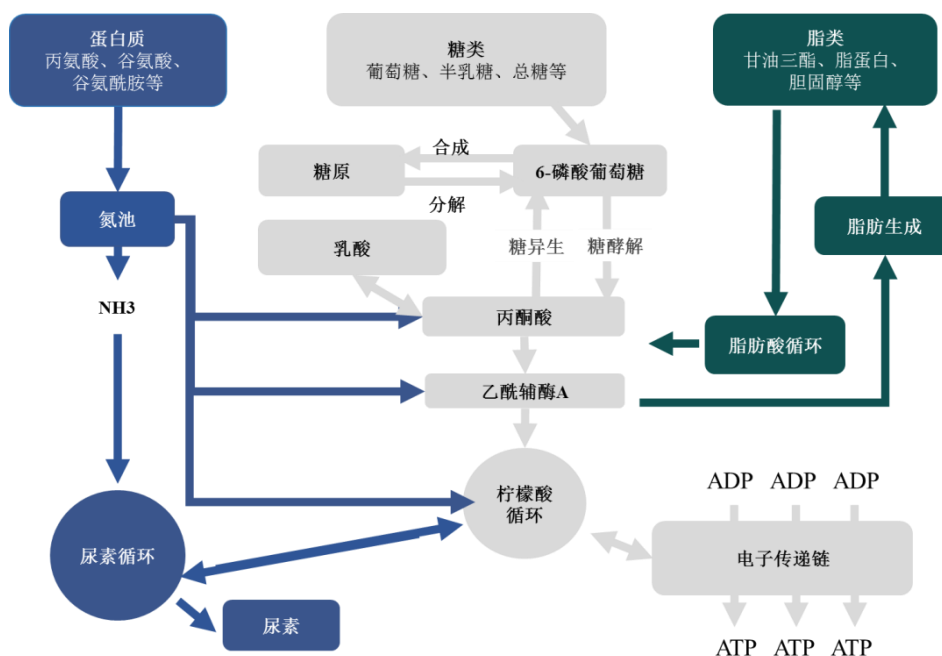 蛋白质
丙氨酸、谷氨酸、
谷氨酰胺等
糖类
葡萄糖、半乳糖、总糖等
脂类
甘油三酯、脂蛋白、
胆固醇等
糖原
合成
分解
6-磷酸葡萄糖
氮池
乳酸
糖异生
糖酵解
脂肪生成
NH3
丙酮酸
脂肪酸循环
乙酰辅酶A
柠檬酸
循环
ADP ADP ADP
尿素循环
电子传递链
尿素
ATP ATP ATP